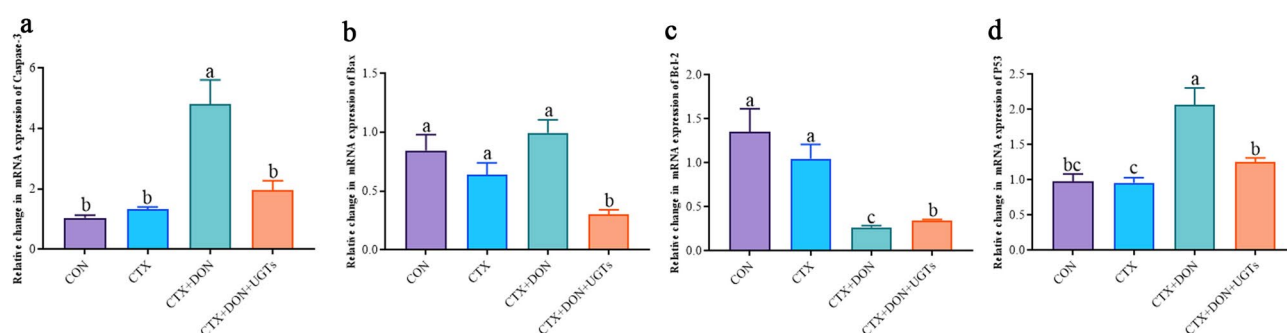 a
Relative change in mRNA expression of Caspase-3
6
4
2
0
b
b
a
b
CON
CTX
CTX+DON
CTX+DON+UGTs
b
Relative change in mRNA expression of Bax
1.5
1.0
0.5
0.0
a
a
a
b
CON
CTX
CTX+DON
CTX+DON+UGTs
c
Relative change in mRNA expression of Bcl-2
2.0
1.5
1.0
0.5
0.0
a
a
c
b
CON
CTX
CTX+DON
CTX+DON+UGTs
d
Relative change in mRNA expression of P53
2.5
2.0
1.5
1.0
0.5
0.0
bc
c
a
b
CON
CTX
CTX+DON
CTX+DON+UGTs